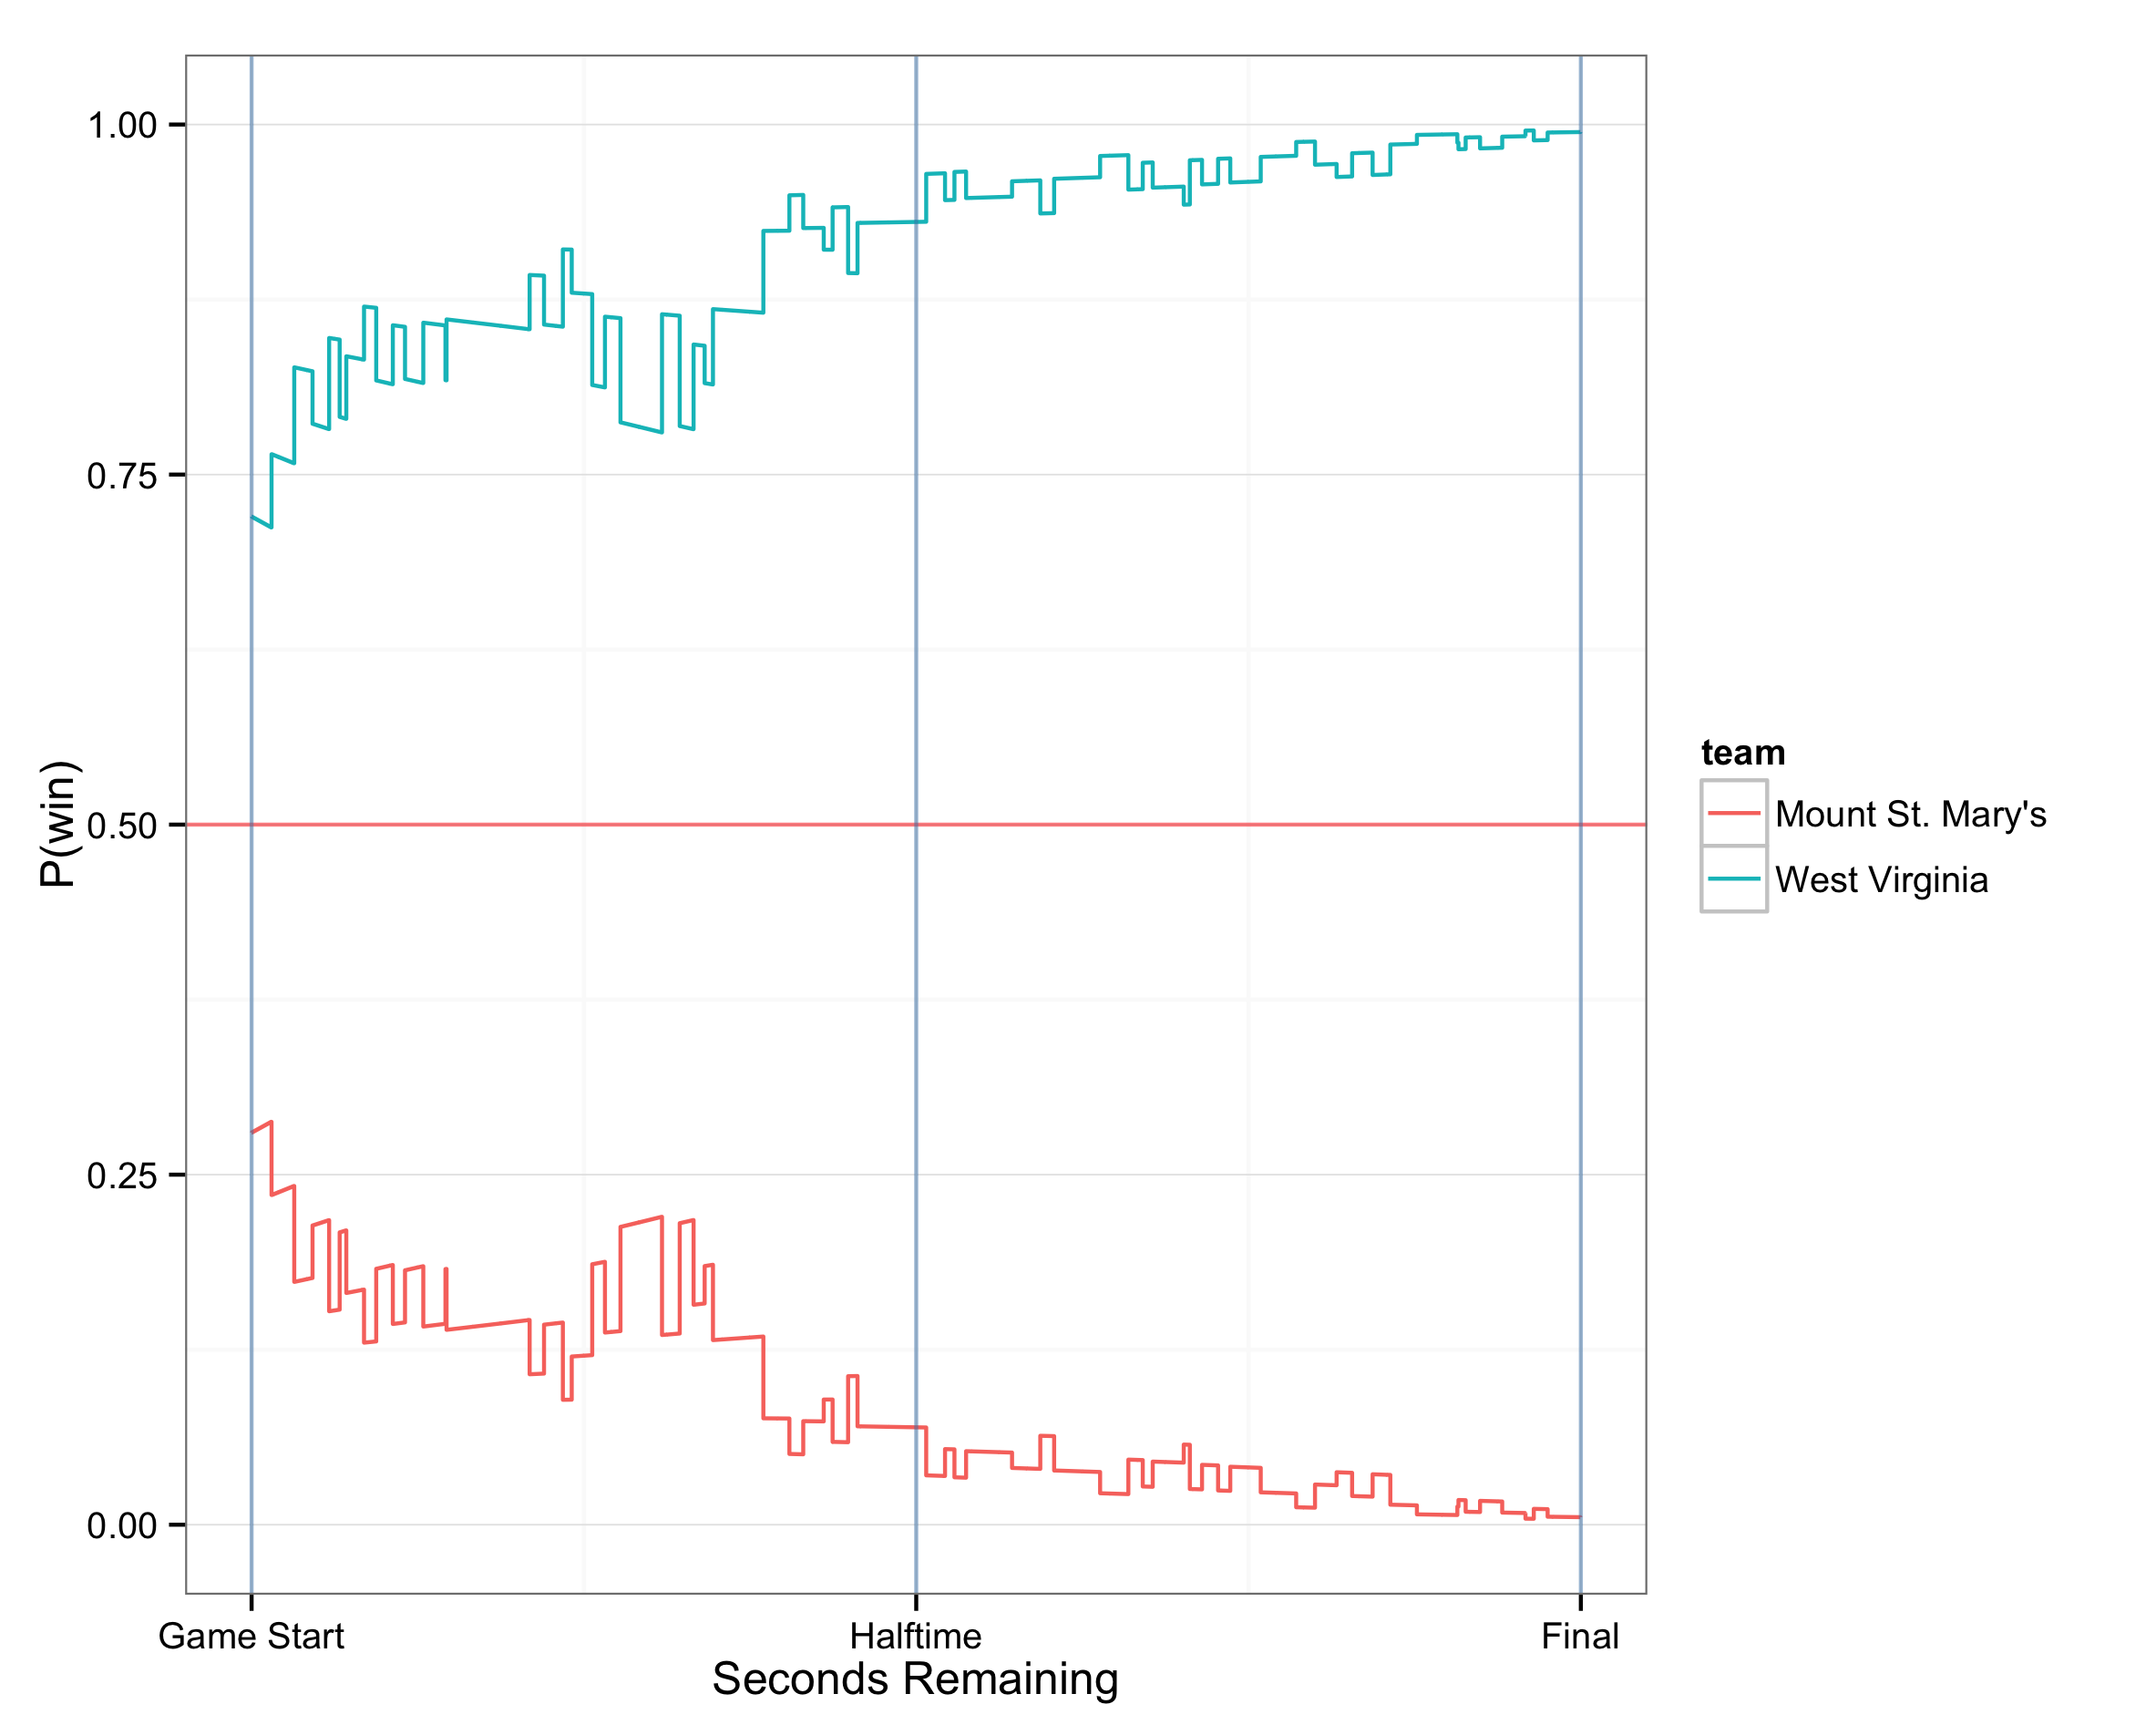 1.00
0.75
0.50
0.25
0.00
P(win)
Game Start
Halftime
Final
Seconds Remaining
team
Mount St. Mary's
West Virginia